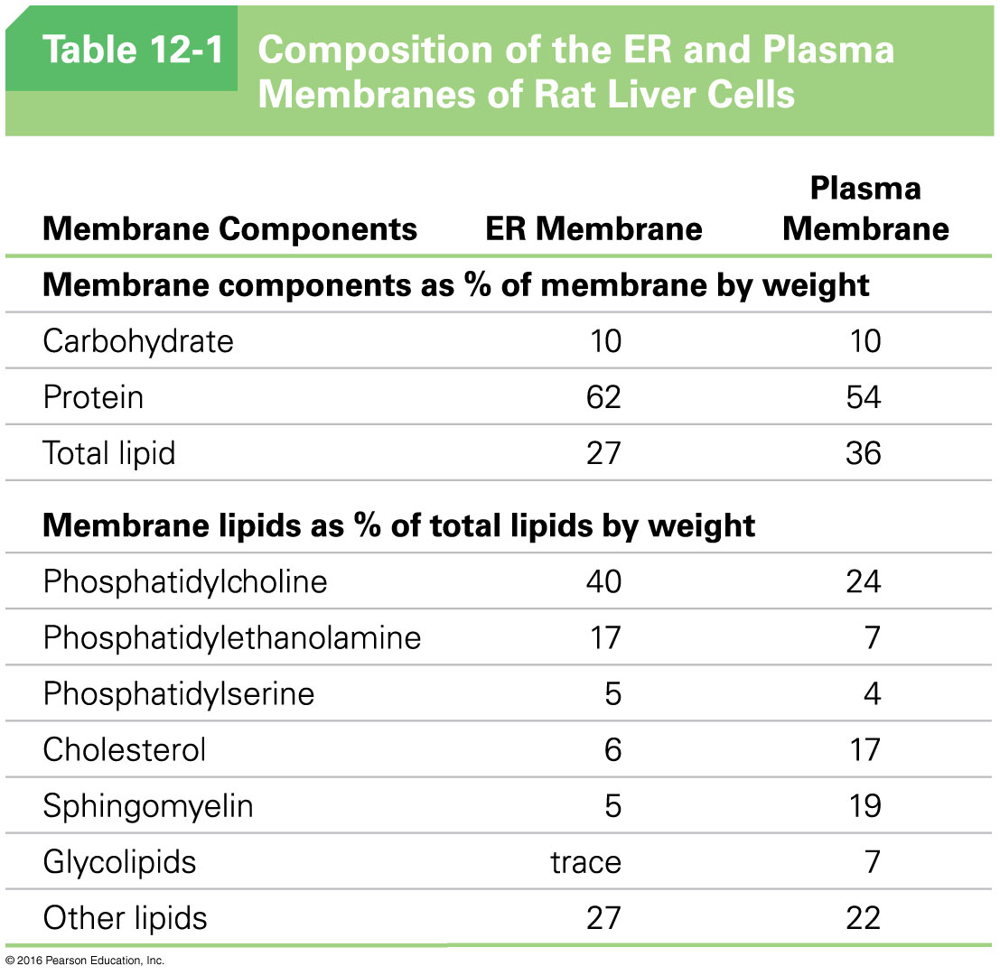 Table 12-1 Composition of the ER and Plasma
Membranes of Rat Liver Cells
Plasma
Membrane Components ER Membrane Membrane
Membrane components as % of membrane by weight
Carbohydrate 10 10
Protein 62 54
Total lipid 27 36
Membrane lipids as % of total lipids by weight
Phosphatidylcholine 40 24
Phosphatidylethanolamine 17 7
Phosphatidylserine 5 4
Cholesterol 6 17
Sphingomyelin 5 19
Glycolipids trace 7
Other lipids 27 22
© 2016 Pearson Education, Inc.